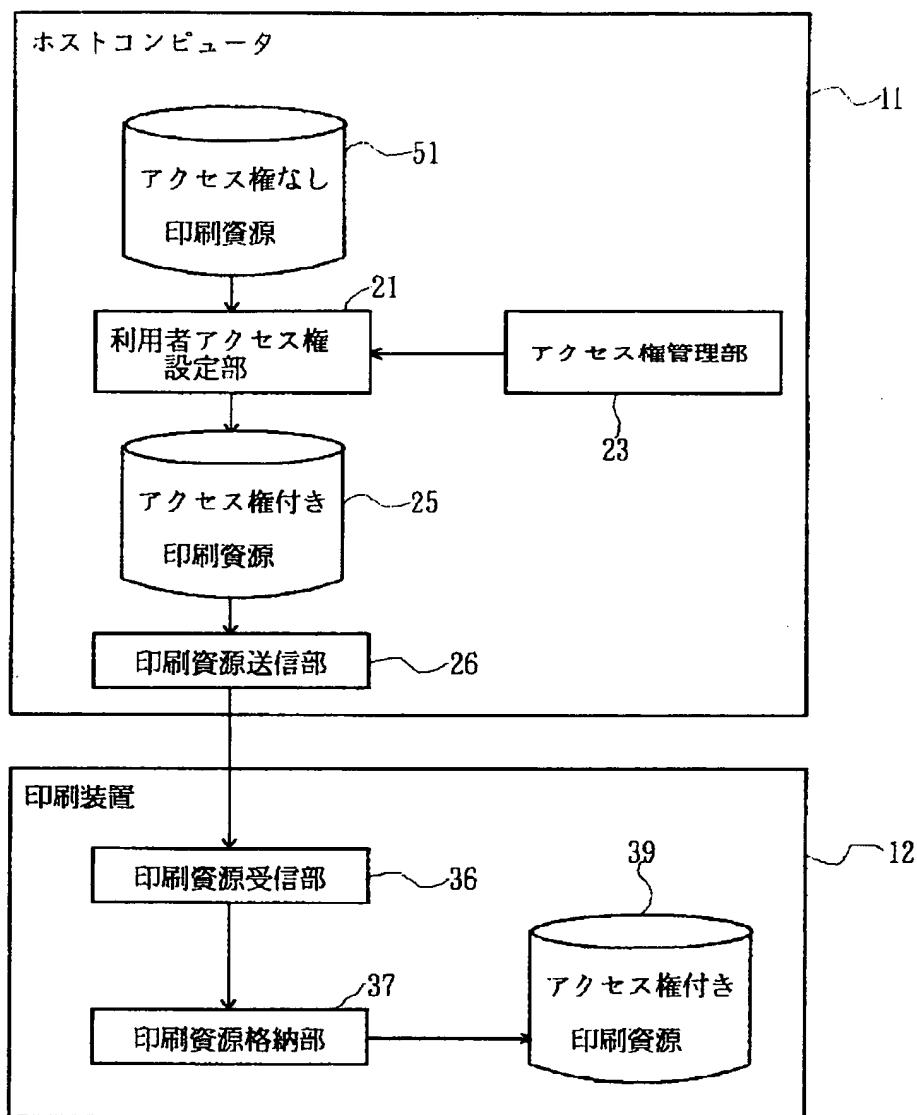 ホストコンピュータ
11
51
アクセス権なし
印刷資源
21
利用者アクセス権
設定部
アクセス権管理部
23
アクセス権付き
25
印刷資源
印刷資源送信部
26
印刷装置
12
印刷資源受信部
36
39
37
アクセス権付き
印刷資源格納部
印刷資源